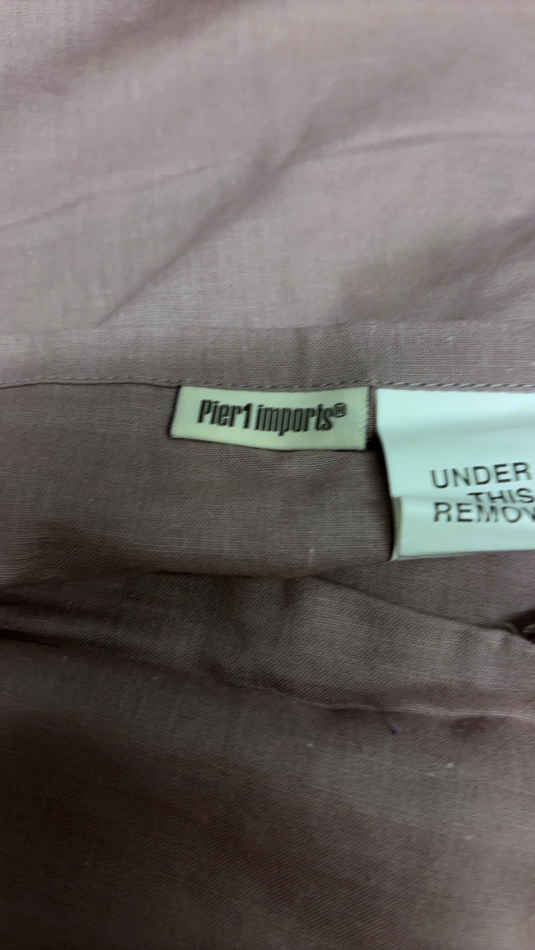 Pier1 imports®
UNDER
THIS
REMOV